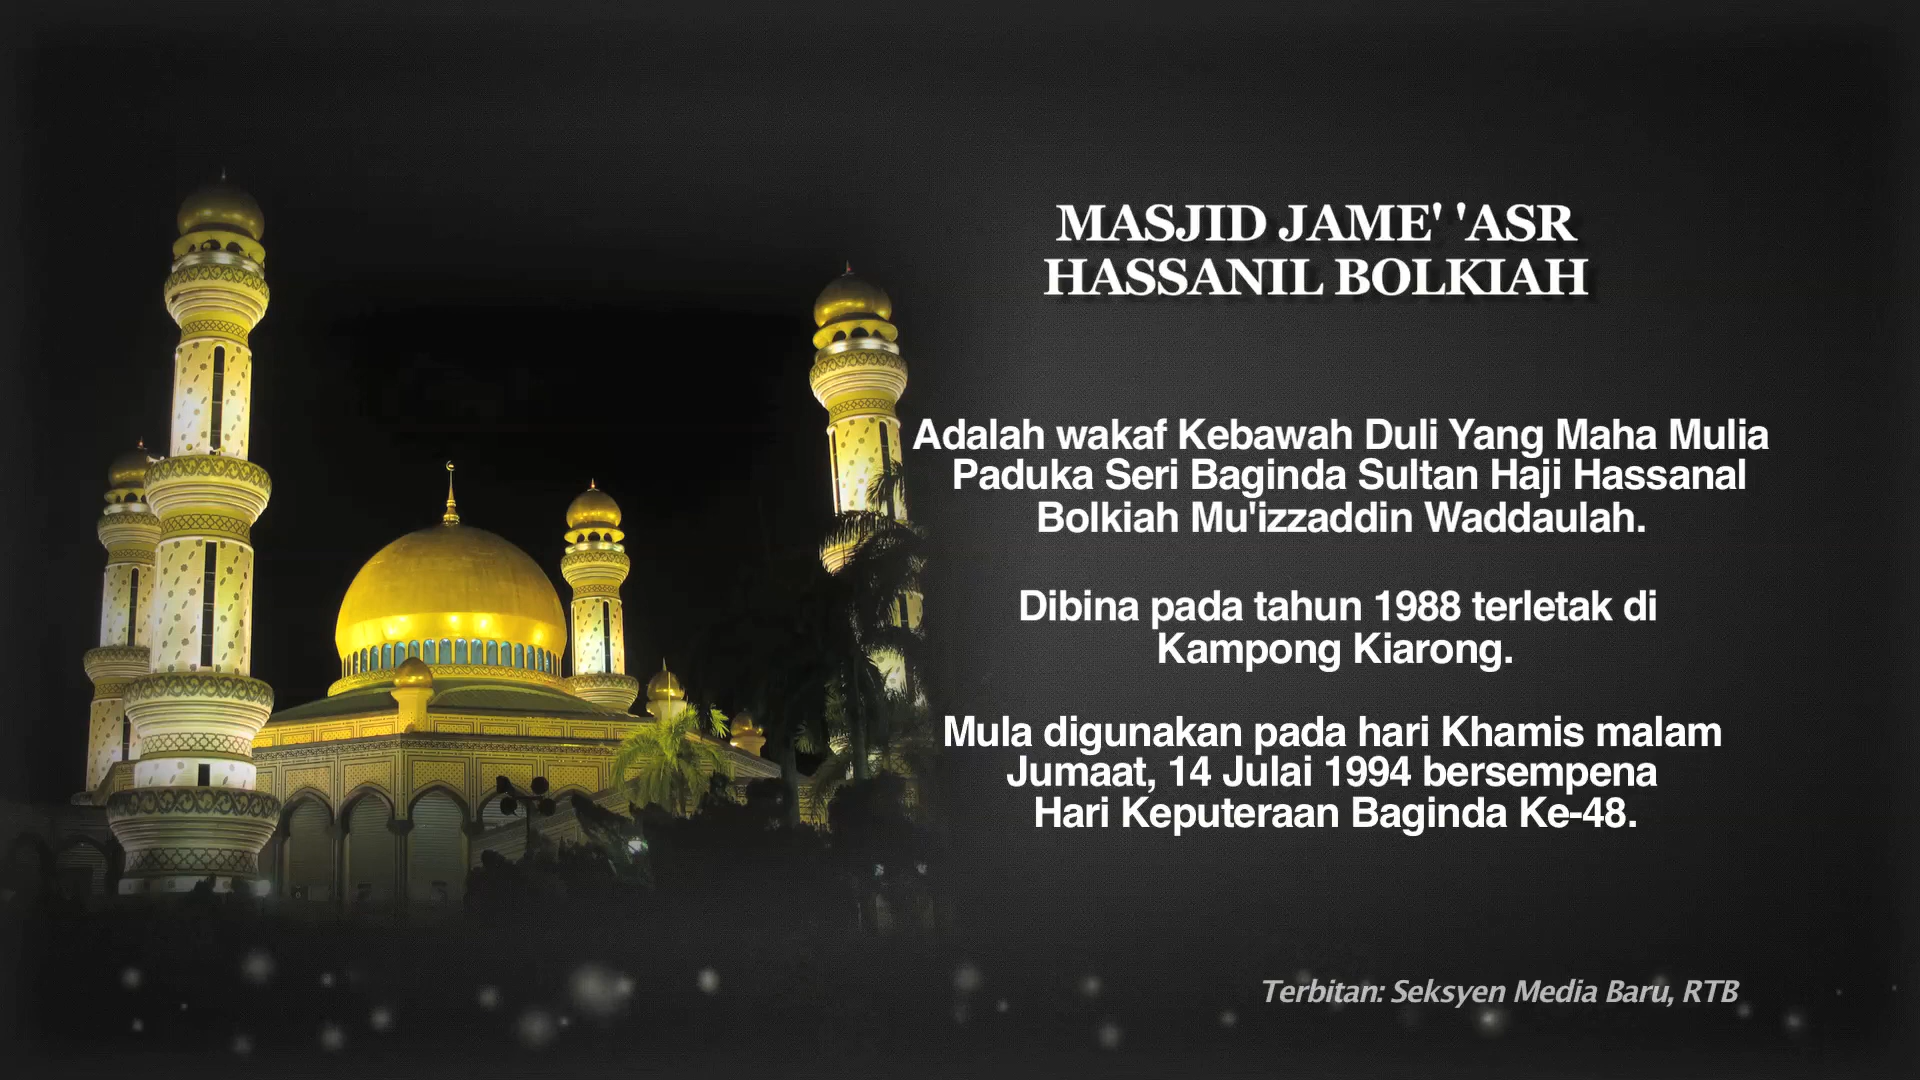 MASJID JAME' 'ASR
HASSANIL BOLKIAH
Adalah wakaf Kebawah Duli Yang Maha Mulia
Paduka Seri Baginda Sultan Haji Hassanal
Bolkiah Mu'izzaddin Waddaulah.
Dibina pada tahun 1988 terletak di
Kampong Kiarong.
Mula digunakan pada hari Khamis malam
Jumaat, 14 Julai 1994 bersempena
Hari Keputeraan Baginda Ke-48.
Terbitan: Seksyen Media Baru, RTB